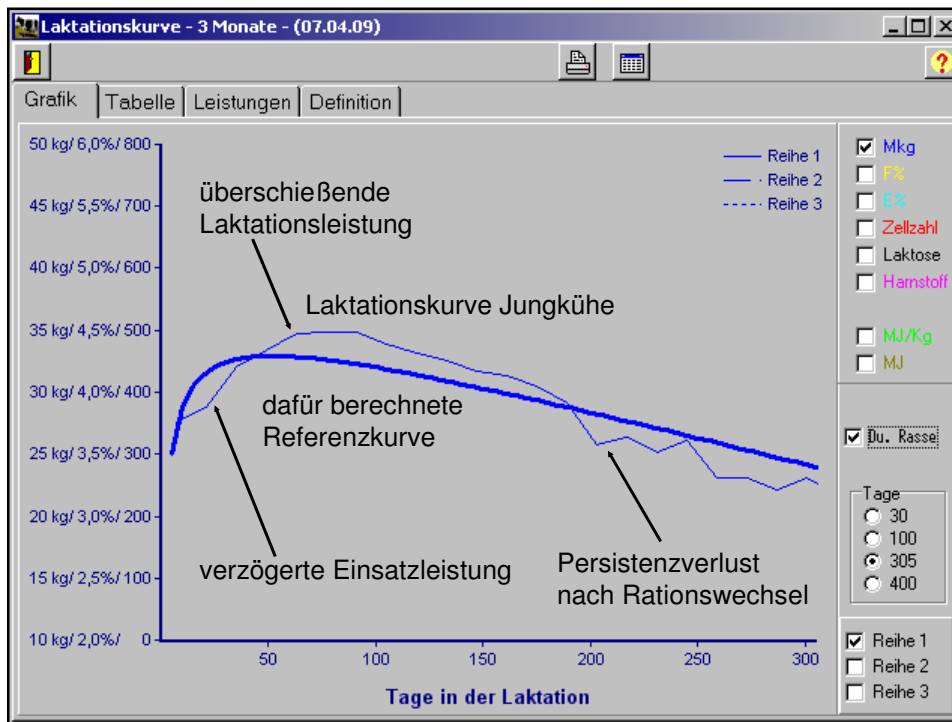 Laktationskurve - 3 Monate - (07.04.09)
?
Grafik Tabelle Leistungen Definition
50 kg/ 6,0%/ 800
45 kg/ 5,5%/ 700
40 kg/ 5,0%/ 600
35 kg/ 4,5%/ 500
30 kg/ 4,0%/ 400
25 kg/ 3,5%/ 300
20 kg/ 3,0%/ 200
15 kg/ 2,5%/ 100
10 kg/ 2,0%/ 0
50 100 150 200 250 300
Tage in der Laktation
überschießende
Laktationsleistung
Laktationskurve Jungkühe
dafür berechnete
Referenzkurve
verzögerte Einsatzleistung
Persistenzverlust
nach Rationswechsel
Reihe 1
Reihe 2
Reihe 3
Mkg
F%
E%
Zellzahl
Laktose
Harnstoff
MJ/Kg
MJ
Du. Rasse
Tage
30
100
305
400
Reihe 1
Reihe 2
Reihe 3